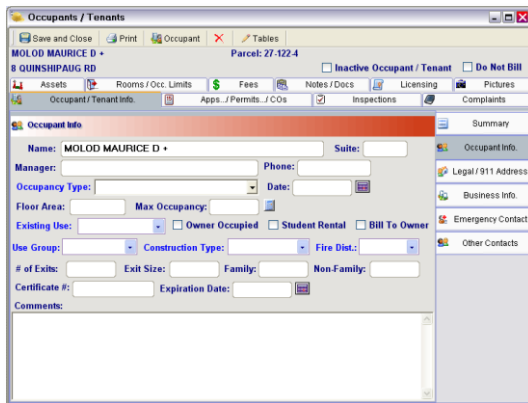 Occupants / Tenants
Save and Close Print Occupant Tables
MOLOD MAURICE D + Parcel: 27-122-4
8 QUINSHIPAUG RD Inactive Occupant / Tenant Do Not Bill
Assets Rooms / Occ. Limits Fees Notes / Docs Licensing Pictures
Occupant / Tenant Info. Apps.../ Permits.../ COs Inspections Complaints
Occupant Info Summary
Name: MOLOD MAURICE D + Suite: Occupant Info.
Manager: Phone: Legal / 911 Address
Occupancy Type: Date:
Floor Area: Max Occupancy: Business Info.
Existing Use: Owner Occupied Student Rental Bill To Owner Emergency Contact
Use Group: Construction Type: Fire Dist.: Other Contacts
# of Exits: Exit Size: Family: Non-Family:
Certificate #: Expiration Date:
Comments: